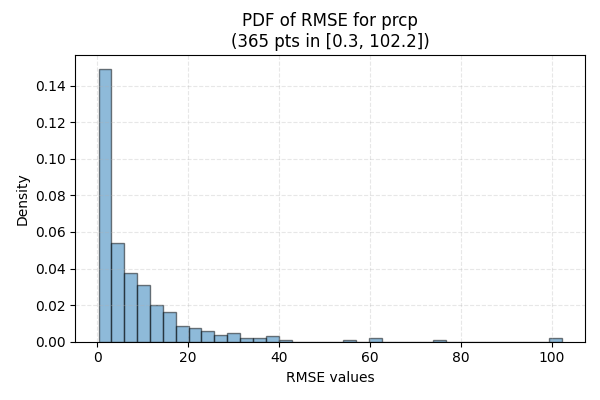 PDF of RMSE for prcp
(365 pts in [0.3, 102.2])
Density
0.14
0.12
0.10
0.08
0.06
0.04
0.02
0.00
0 20 40 60 80 100
RMSE values